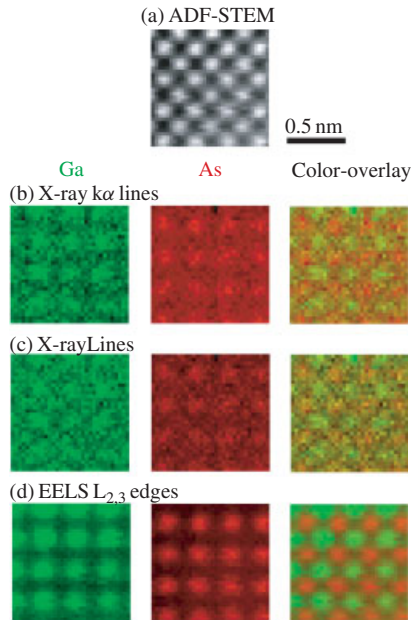 (a) ADF-STEM
0.5 nm
Ga As Color-overlay
(b) X-ray kα lines
(c) X-rayLines
(d) EELS L2,3 edges